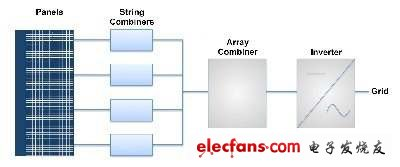 Panels
String
Combiners
Array
Combiner
Inverter
Grid
elecfans·com 电子发烧友